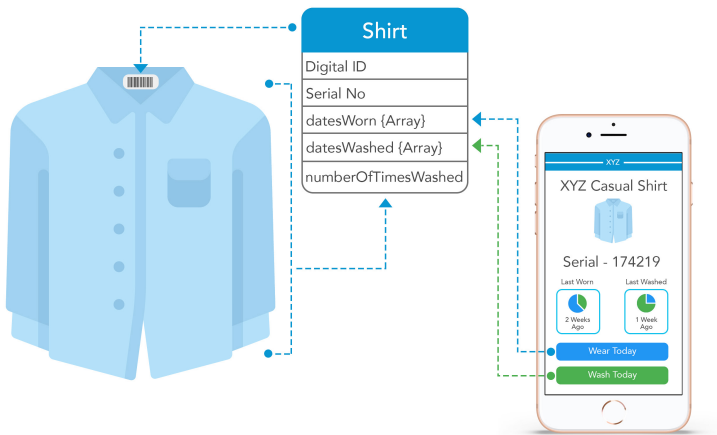 Shirt
Digital ID
Serial No
datesWorn {Array}
datesWashed {Array}
numberOfTimesWashed
XYZ
XYZ Casual Shirt
Serial - 174219
Last Worn
Last Washed
2 Weeks
Ago
1 Week
Ago
Wear Today
Wash Today